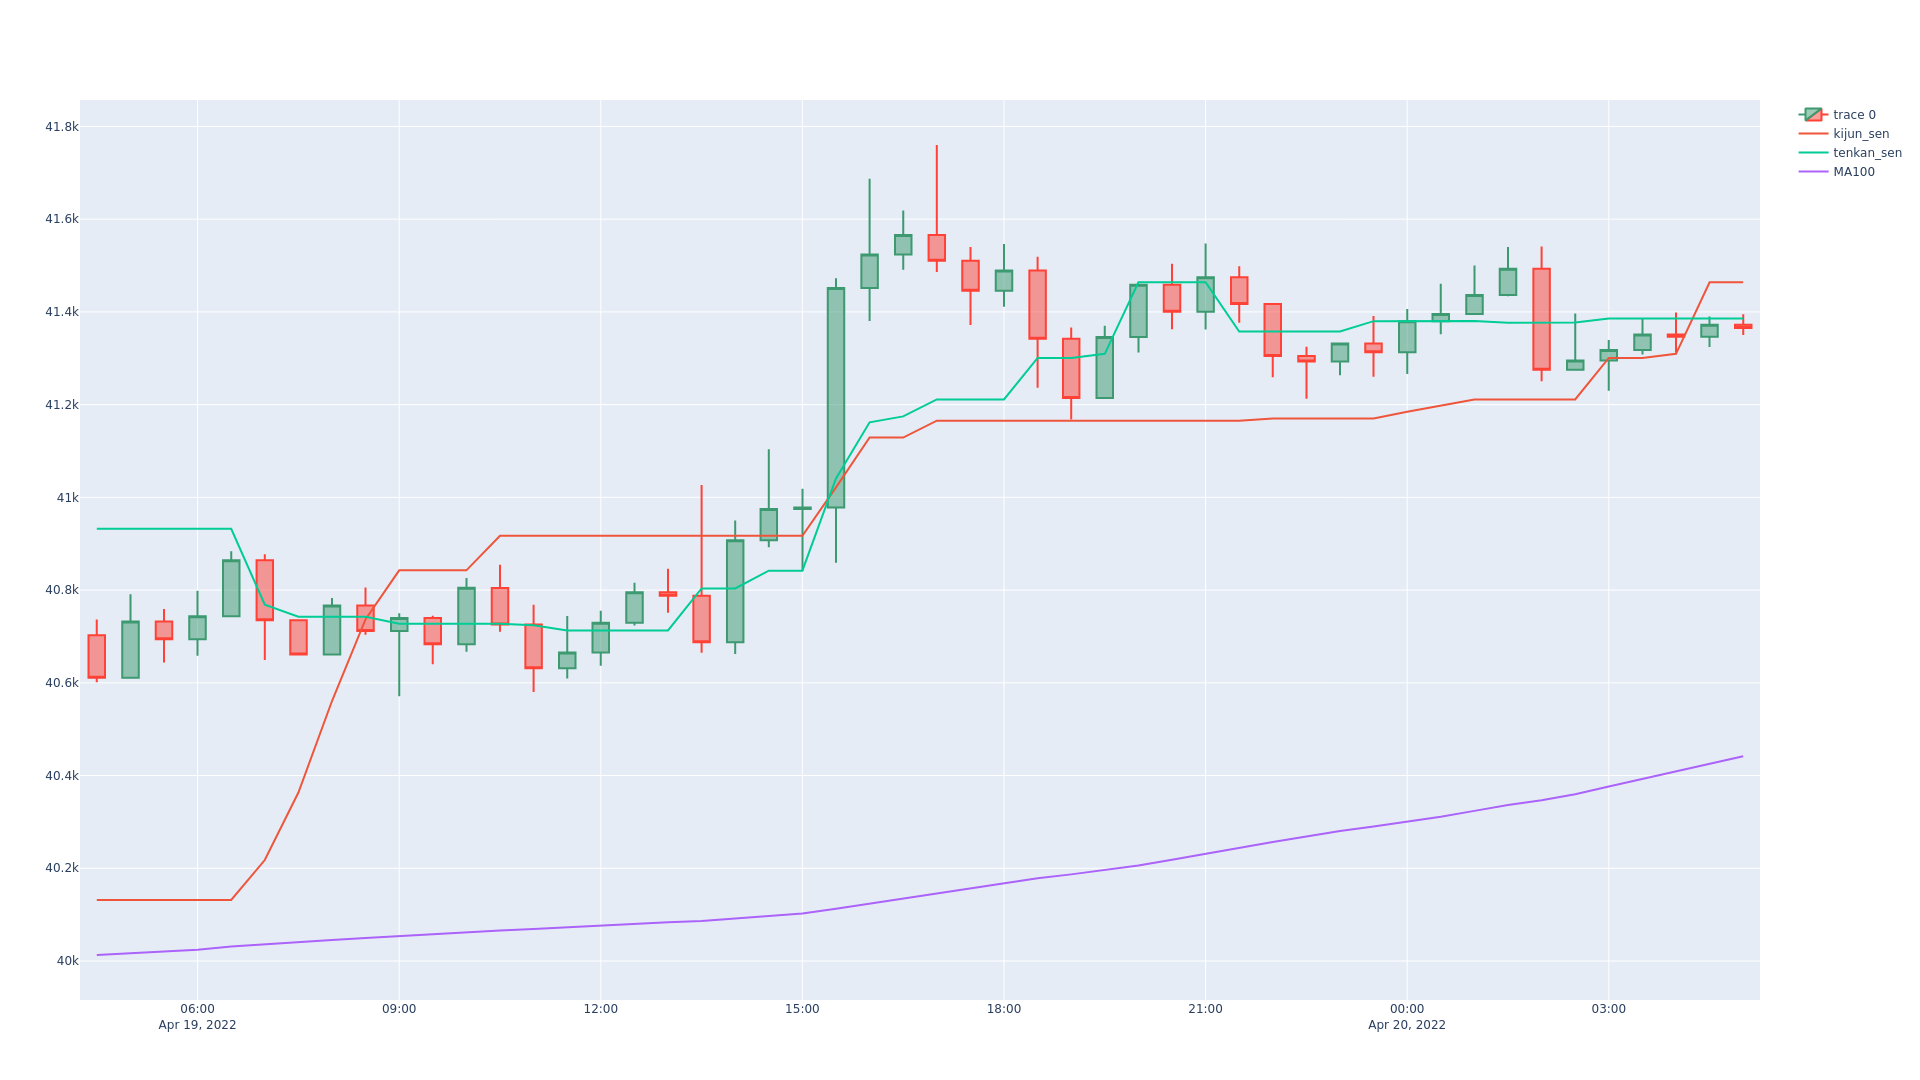 41.8k
41.6k
41.4k
41.2k
41k
40.8k
40.6k
40.4k
40.2k
40k
06:00
Apr 19, 2022
09:00
12:00
15:00
18:00
21:00
00:00
Apr 20, 2022
03:00
trace 0
kijun_sen
tenkan_sen
MA100